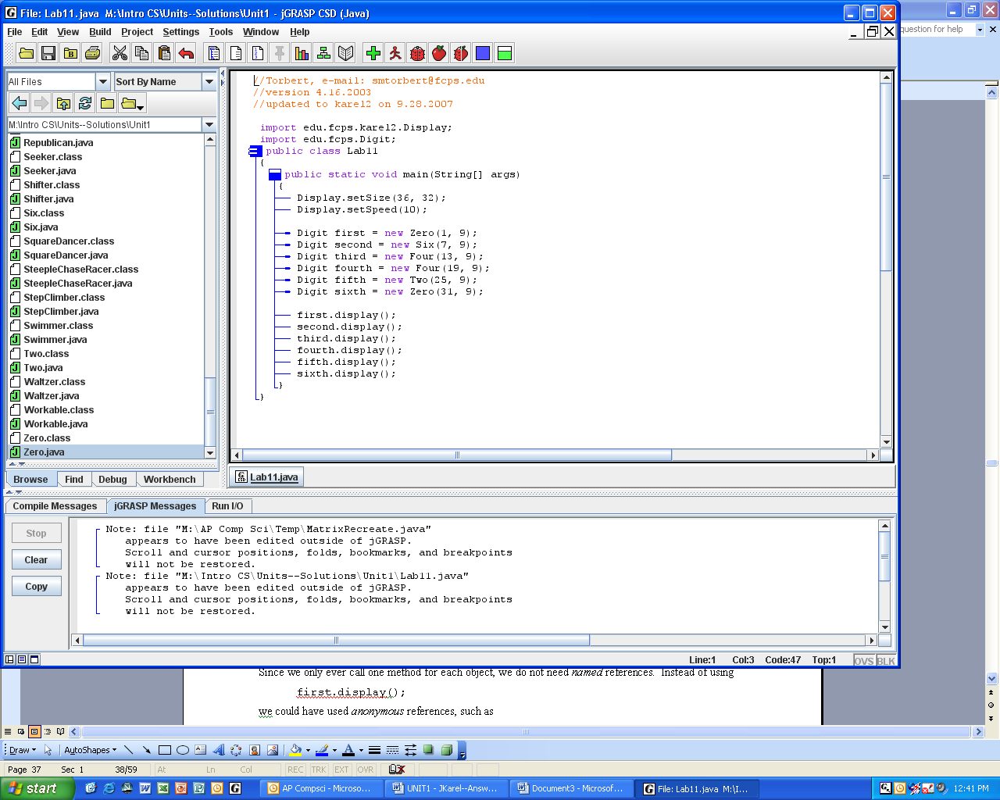 File: Lab11.java  M:\Intro CS\Units--Solutions\Unit1 - jGRASP CSD (Java)
File Edit View Build Project Settings Tools Window Help
question for help
All Files
Sort By Name
M:\Intro CS\Units--Solutions\Unit1
Republican.java
Seeker.class
Seeker.java
Shifter.class
Shifter.java
Six.class
Six.java
SquareDancer.class
SquareDancer.java
SteepleChaseRacer.class
SteepleChaseRacer.java
StepClimber.class
StepClimber.java
Swimmer.class
Swimmer.java
Two.class
Two.java
Waltzer.class
Waltzer.java
Workable.class
Workable.java
Zero.class
Zero.java
Browse Find Debug Workbench
//Torbert, e-mail: smtorbert@fcps.edu
//version 4.16.2003
//updated to karel2 on 9.28.2007
import edu.fcps.karel2.Display;
import edu.fcps.Digit;
public class Lab11
{
public static void main(String[] args)
{
Display.setSize(36, 32);
Display.setSpeed(10);
Digit first = new Zero(1, 9);
Digit second = new Six(7, 9);
Digit third = new Four(13, 9);
Digit fourth = new Four(19, 9);
Digit fifth = new Two(25, 9);
Digit sixth = new Zero(31, 9);
first.display();
second.display();
third.display();
fourth.display();
fifth.display();
sixth.display();
}
}
Lab11.java
Compile Messages jGRASP Messages Run I/O
Stop
Clear
Copy
Note: file "M:\AP Comp Sci\Temp\MatrixRecreate.java"
appears to have been edited outside of jGRASP.
Scroll and cursor positions, folds, bookmarks, and breakpoints
will not be restored.
Note: file "M:\Intro CS\Units--Solutions\Unit1\Lab11.java"
appears to have been edited outside of jGRASP.
Scroll and cursor positions, folds, bookmarks, and breakpoints
will not be restored.
Line:1 Col:3 Code:47 Top:1 OVS BLK
Since we only ever call one method for each object, we do not need named references.  Instead of using
first.display();
we could have used anonymous references, such as
Draw AutoShapes
Page 37 Sec 1 38/59 At Ln Col REC TRK EXT OVR
start AP Compsci - Microso... UNIT1 - JKarel--Answ... Document3 - Microsof... File: Lab11.java  M:\I... 12:41 PM